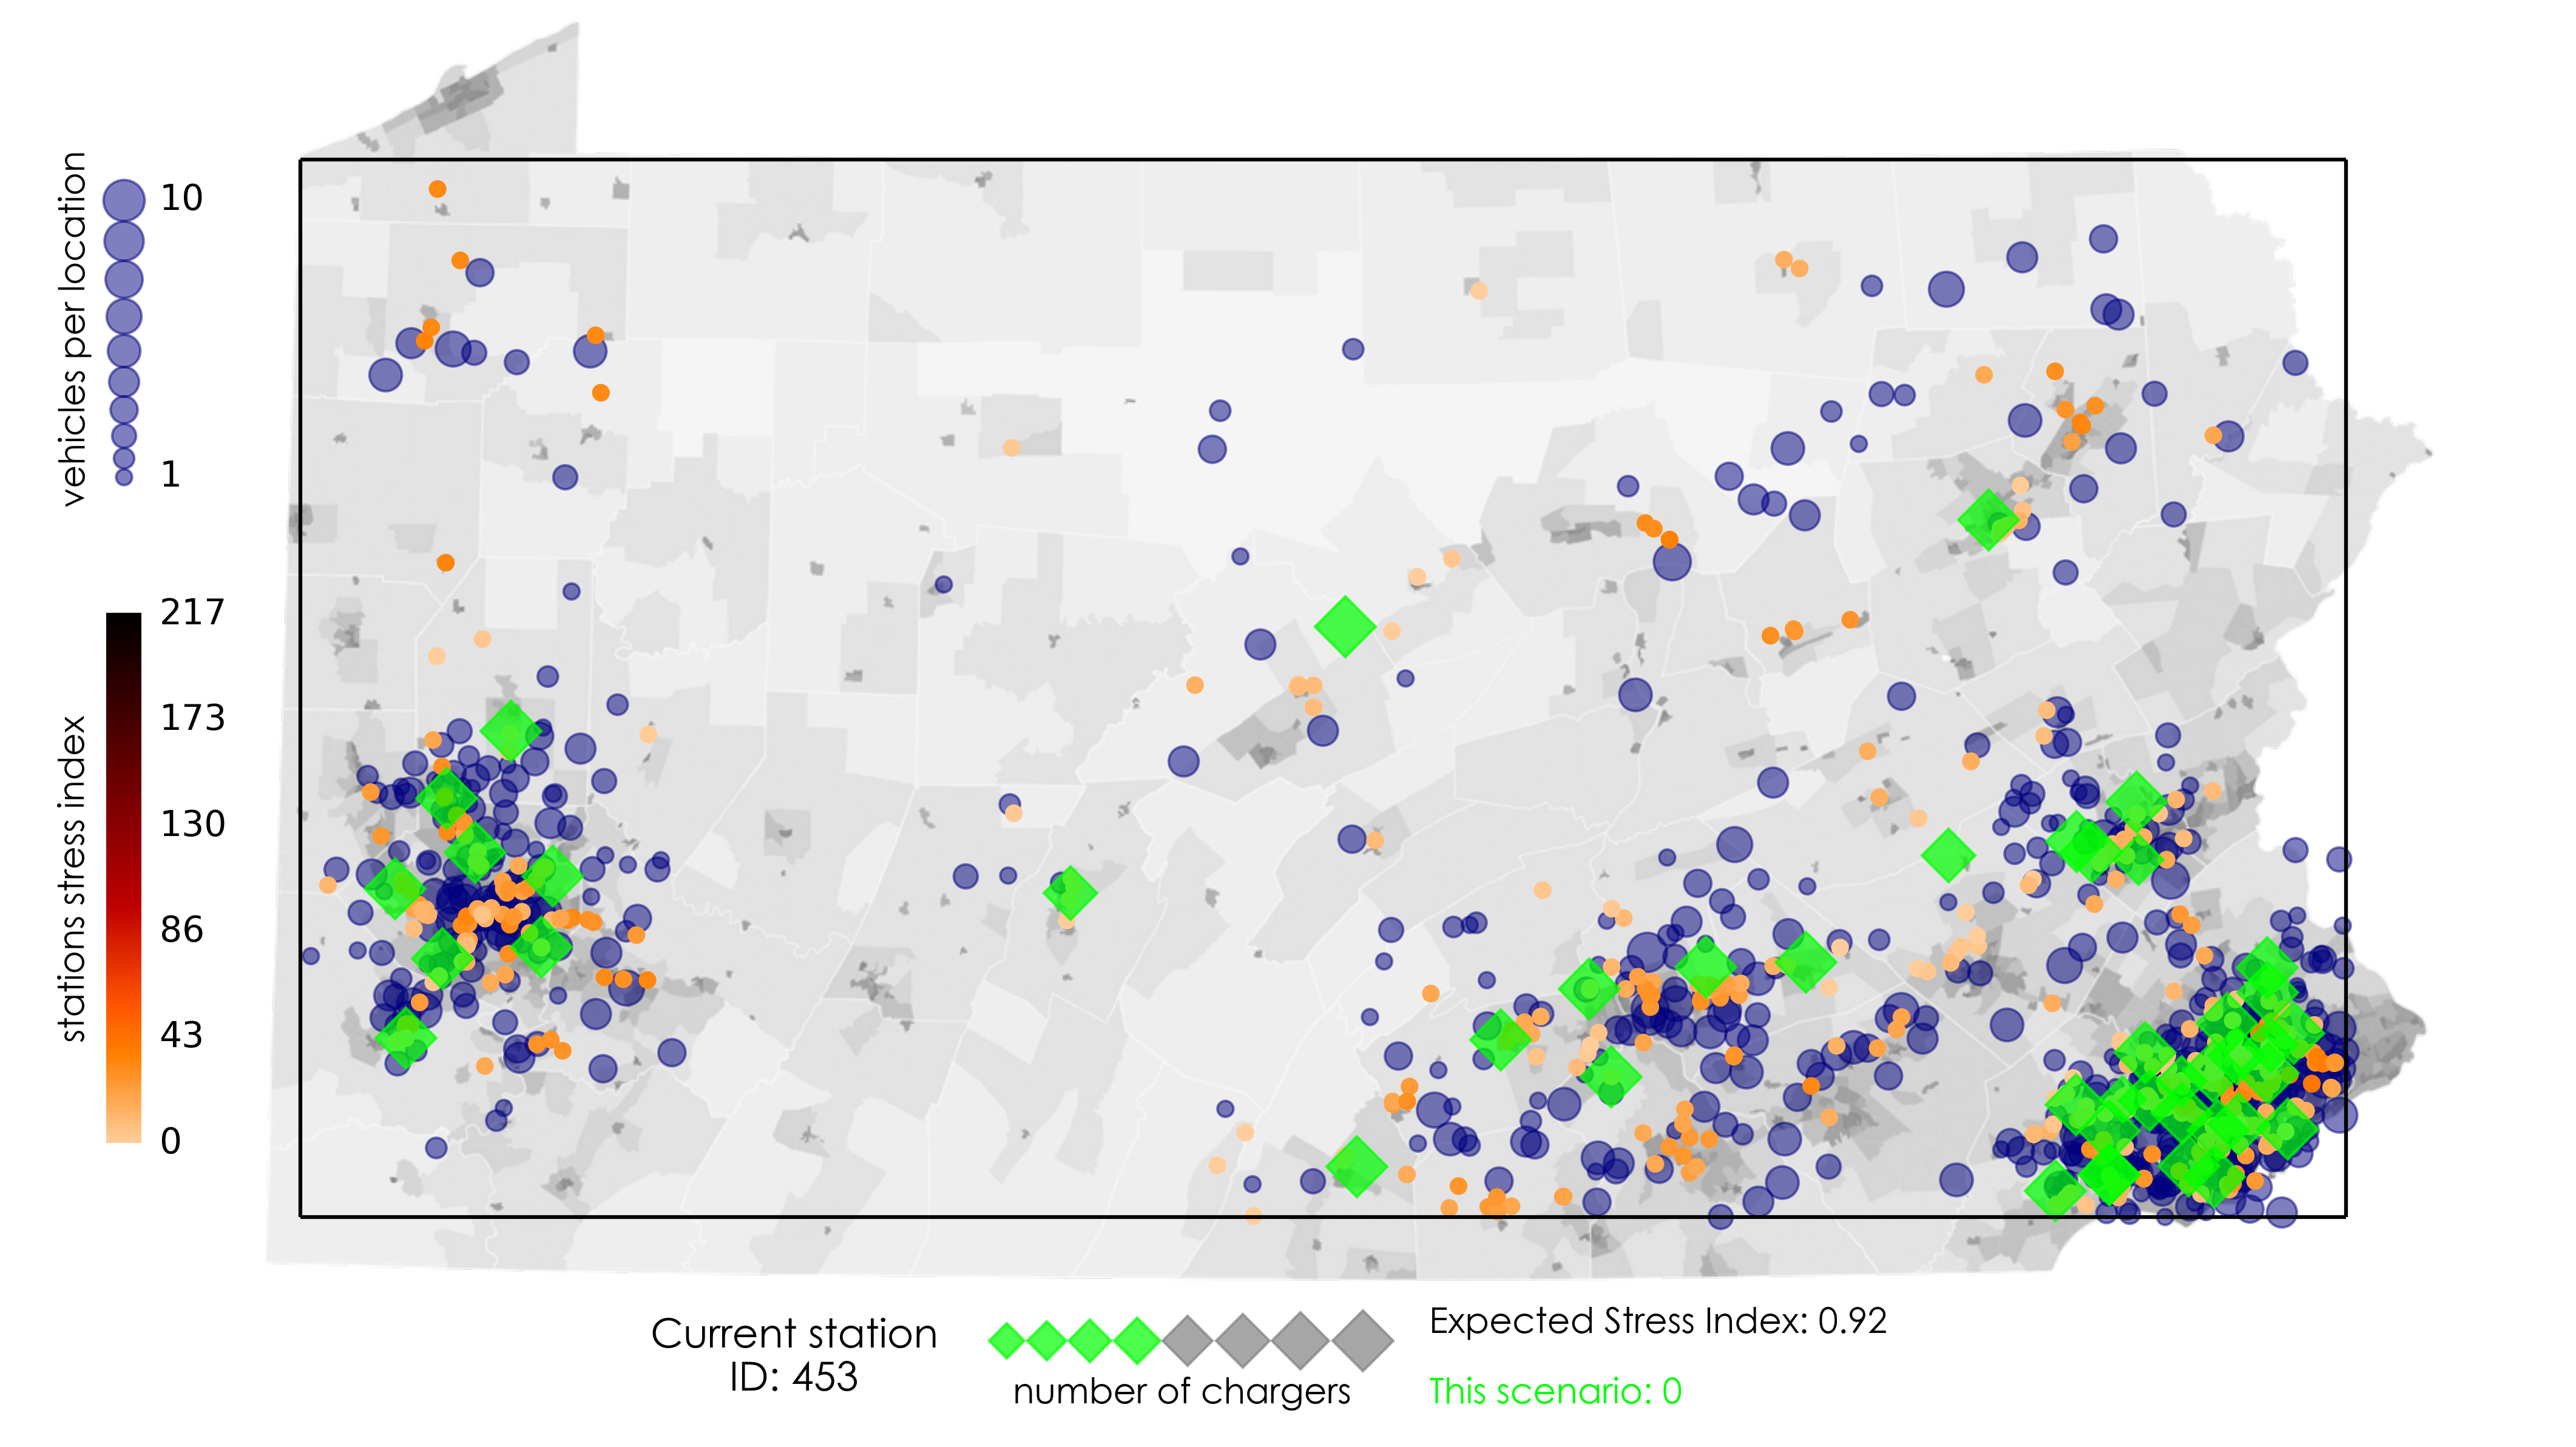 vehicles per location
10
1
stations stress index
217
173
130
86
43
0
Current station
ID: 453
number of chargers
Expected Stress Index: 0.92
This scenario: 0